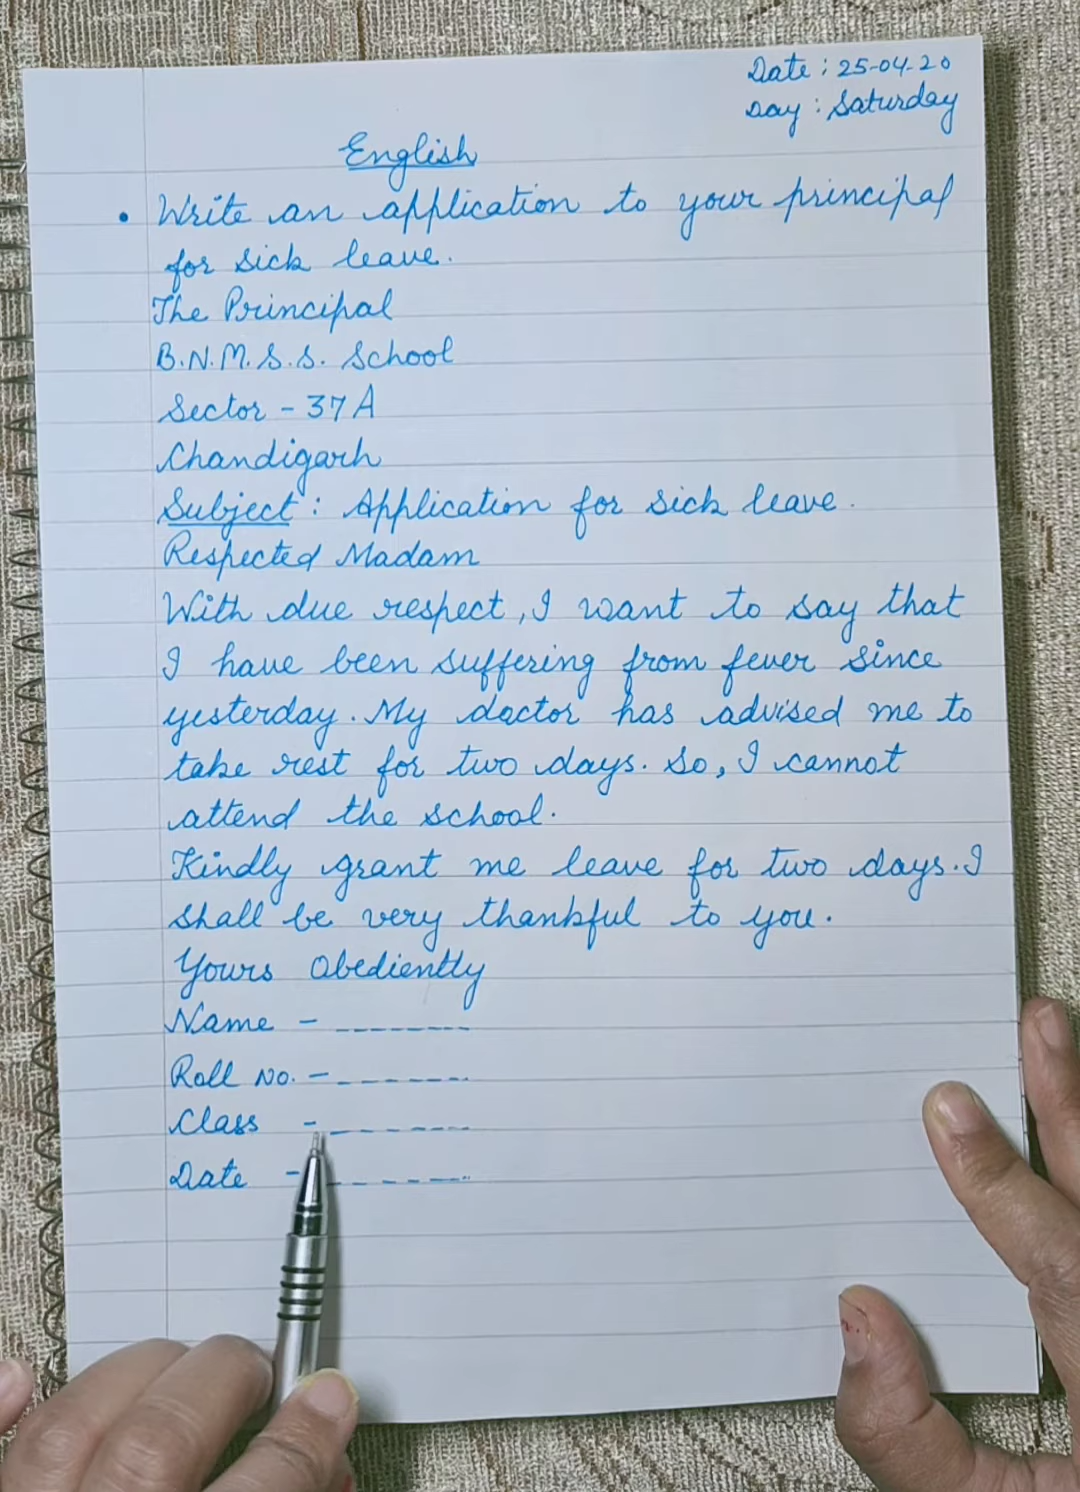 Date : 25-04-20
Day : Saturday
English
• Write an application to your principal
for sick leave.
The Principal
B.N.M.S.S. School
Sector - 37A
Chandigarh
Subject : Application for sick leave.
Respected Madam
With due respect, I want to say that
I have been suffering from fever since
yesterday. My doctor has advised me to
take rest for two days. So, I cannot
attend the school.
Kindly grant me leave for two days. I
shall be very thankful to you.
Yours Obediently
Name - --------
Roll No. - -------
Class - -------
Date - -------